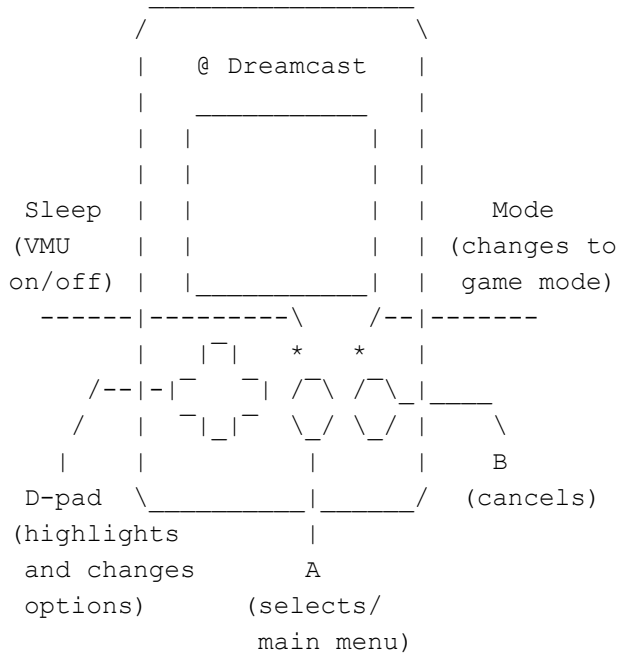 @ Dreamcast
Sleep
(VMU
on/off)
Mode
(changes to
game mode)
D-pad
(highlights
and changes
options)
A
(selects/
main menu)
B
(cancels)